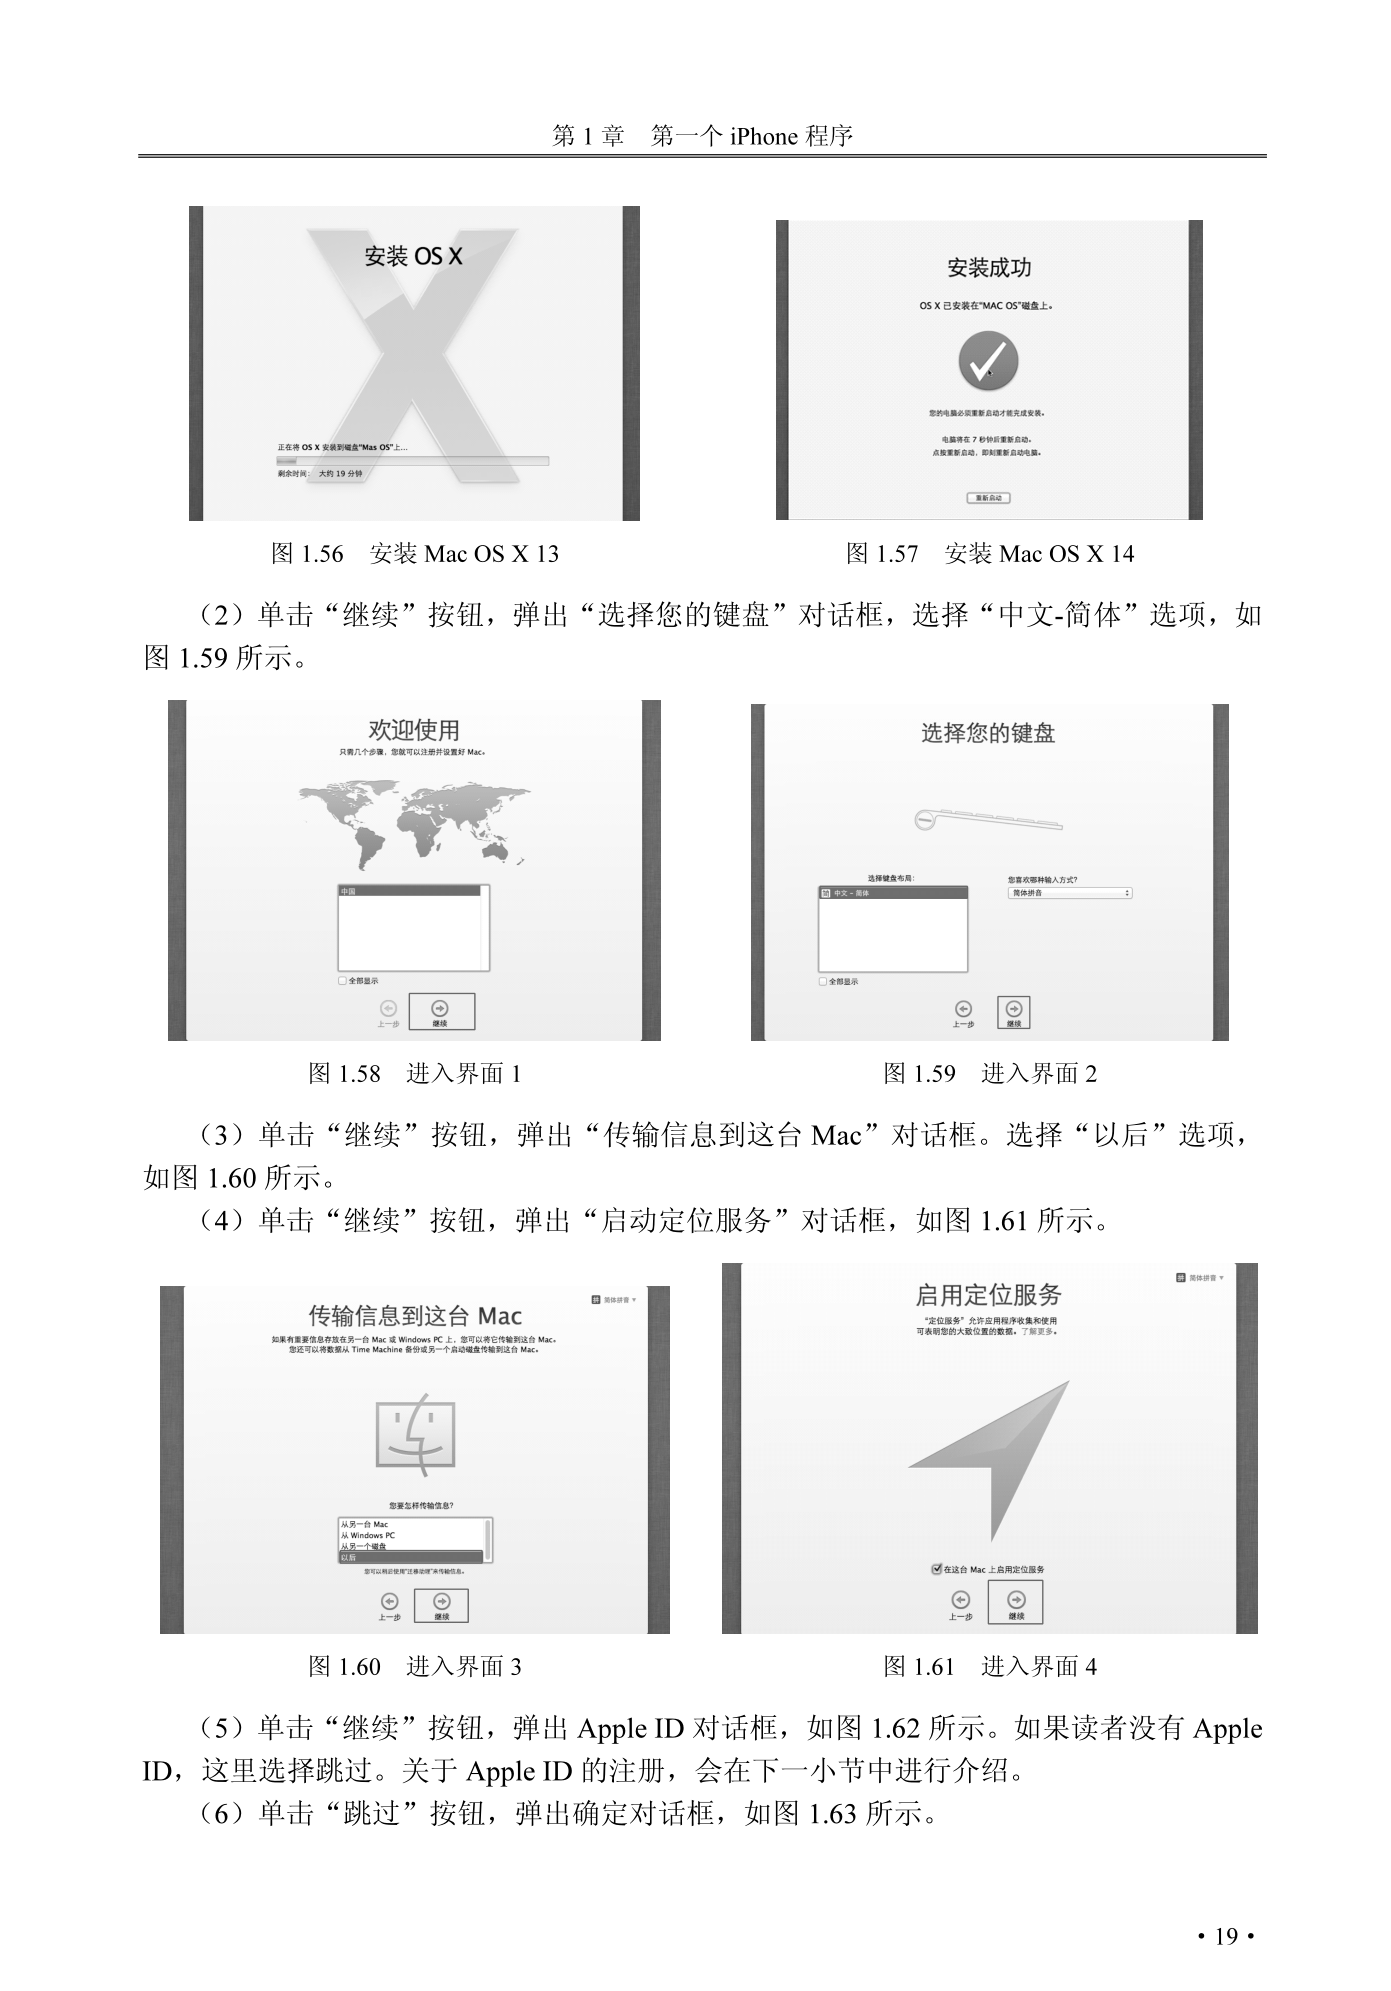 第 1 章　第一个 iPhone 程序
安装 OS X
正在将 OS X 安装到磁盘“Mas OS”上...
剩余时间： 大约 19 分钟
图 1.56　安装 Mac OS X 13
安装成功
OS X 已安装在“MAC OS”磁盘上。
您的电脑必须重新启动才能完成安装。
电脑将在 7 秒钟后重新启动。
点按重新启动，即刻重新启动电脑。
重新启动
图 1.57　安装 Mac OS X 14
（2）单击“继续”按钮，弹出“选择您的键盘”对话框，选择“中文-简体”选项，如
图 1.59 所示。
欢迎使用
只需几个步骤，您就可以注册并设置好 Mac。
中国
全部显示
上一步 继续
图 1.58　进入界面 1
选择您的键盘
选择键盘布局： 您喜欢哪种输入方式？
简 中文 - 简体 简体拼音
全部显示
上一步 继续
图 1.59　进入界面 2
（3）单击“继续”按钮，弹出“传输信息到这台 Mac”对话框。选择“以后”选项，
如图 1.60 所示。
（4）单击“继续”按钮，弹出“启动定位服务”对话框，如图 1.61 所示。
拼 简体拼音
传输信息到这台 Mac
如果有重要信息存放在另一台 Mac 或 Windows PC 上，您可以将它传输到这台 Mac。
您还可以将数据从 Time Machine 备份或另一个启动磁盘传输到这台 Mac。
您要怎样传输信息？
从另一台 Mac
从 Windows PC
从另一个磁盘
以后
您可以稍后使用“迁移助理”来传输信息。
上一步 继续
图 1.60　进入界面 3
拼 简体拼音
启用定位服务
“定位服务”允许应用程序收集和使用
可表明您的大致位置的数据。了解更多。
在这台 Mac 上启用定位服务
上一步 继续
图 1.61　进入界面 4
（5）单击“继续”按钮，弹出 Apple ID 对话框，如图 1.62 所示。如果读者没有 Apple
ID，这里选择跳过。关于 Apple ID 的注册，会在下一小节中进行介绍。
（6）单击“跳过”按钮，弹出确定对话框，如图 1.63 所示。
· 19 ·